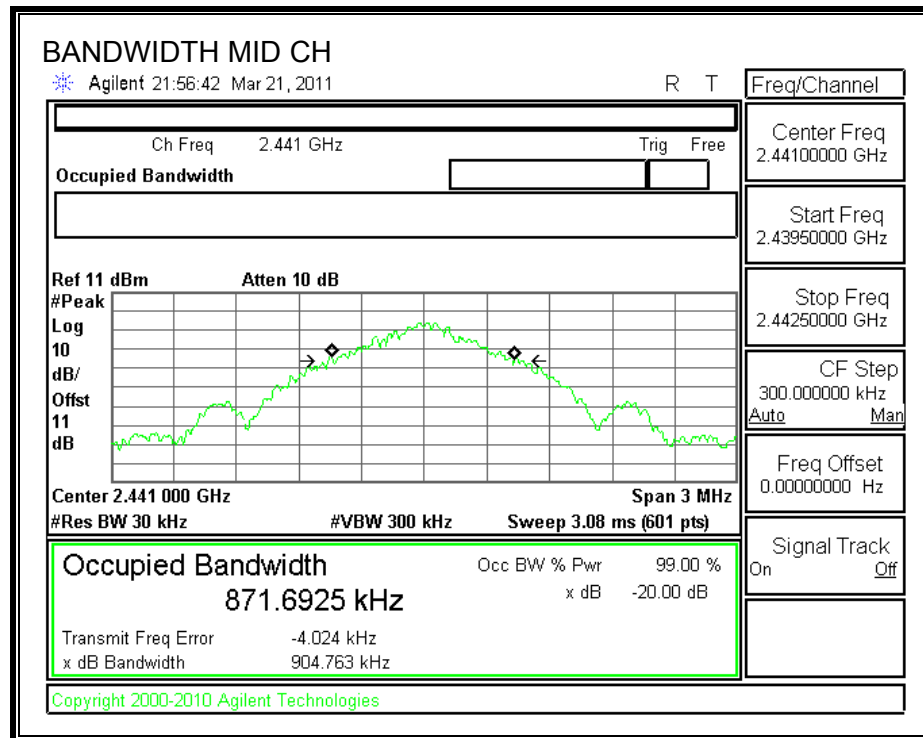 BANDWIDTH MID CH
Agilent 21:56:42 Mar 21, 2011 R T
Freq/Channel
Ch Freq 2.441 GHz Trig Free
Occupied Bandwidth
Center Freq
2.44100000 GHz
Start Freq
2.43950000 GHz
Stop Freq
2.44250000 GHz
CF Step
300.000000 kHz
Auto Man
Freq Offset
0.00000000 Hz
Signal Track
On Off
Ref 11 dBm Atten 10 dB
#Peak
Log
10
dB/
Offst
11
dB
Center 2.441 000 GHz Span 3 MHz
#Res BW 30 kHz #VBW 300 kHz Sweep 3.08 ms (601 pts)
Occupied Bandwidth Occ BW % Pwr 99.00 %
871.6925 kHz x dB -20.00 dB
Transmit Freq Error -4.024 kHz
x dB Bandwidth 904.763 kHz
Copyright 2000-2010 Agilent Technologies